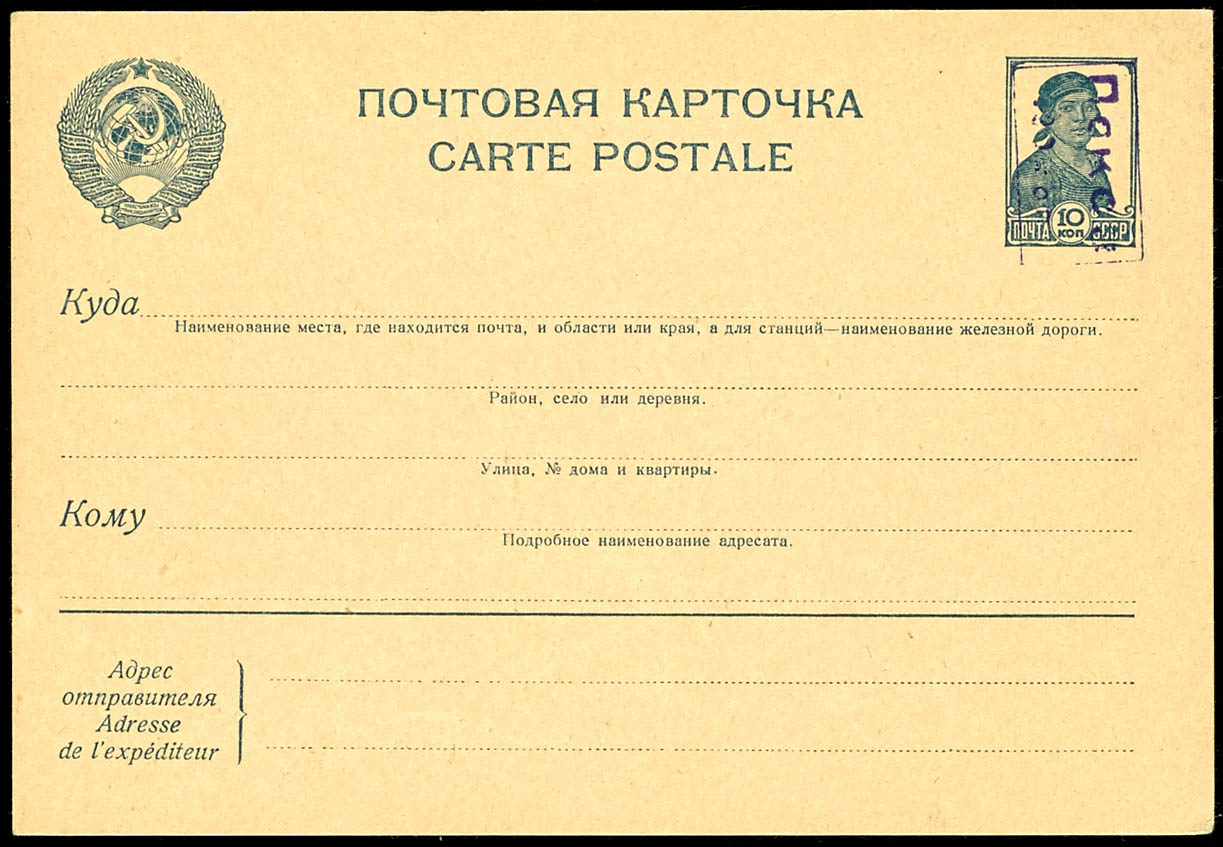 ПОЧТОВАЯ КАРТОЧКА
CARTE POSTALE
ПОЧТА 10 КОП СССР
Куда
Наименование места, где находится почта, и области или края, а для станций—наименование железной дороги.
Район, село или деревня.
Улица, № дома и квартиры.
Кому
Подробное наименование адресата.
Адрес
отправителя
Adresse
de l'expéditeur